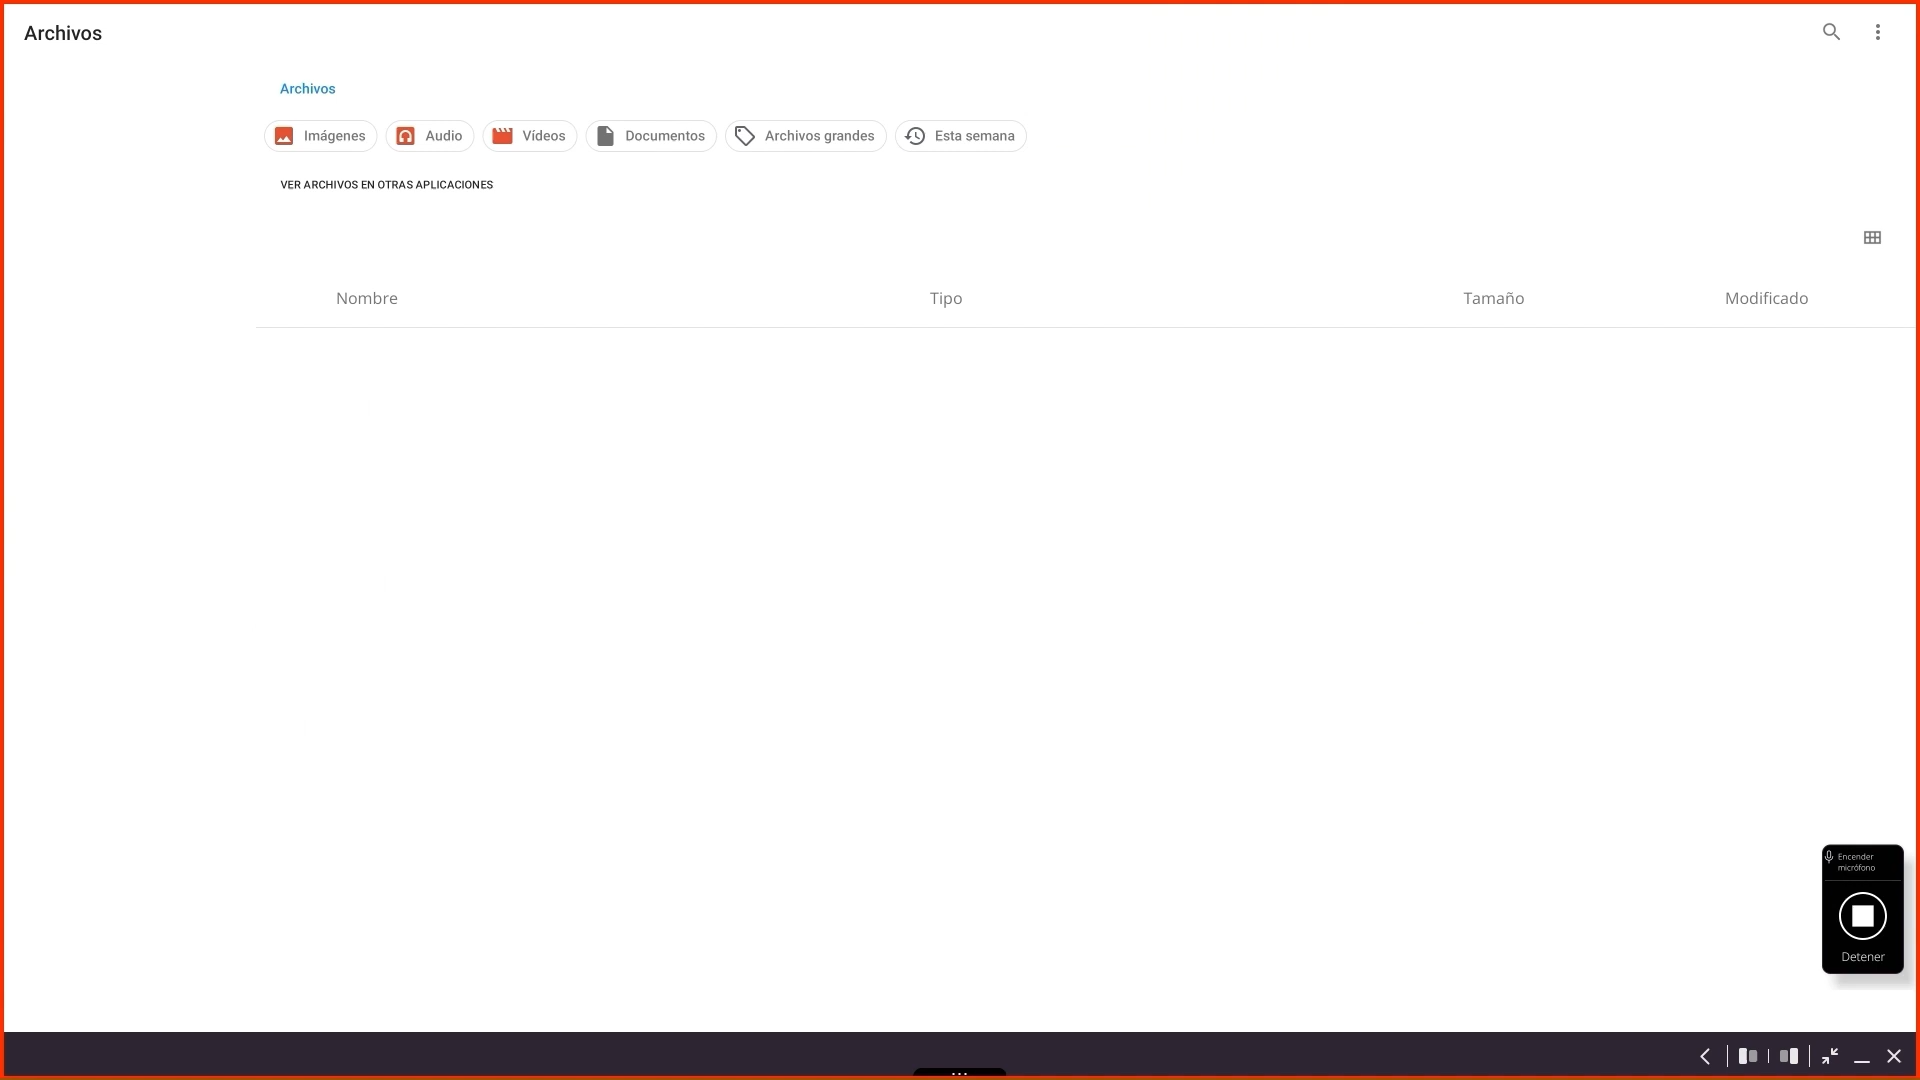 Archivos
Archivos
Imágenes Audio Vídeos Documentos Archivos grandes Esta semana
VER ARCHIVOS EN OTRAS APLICACIONES
Nombre Tipo Tamaño Modificado
Encender
micrófono
Detener